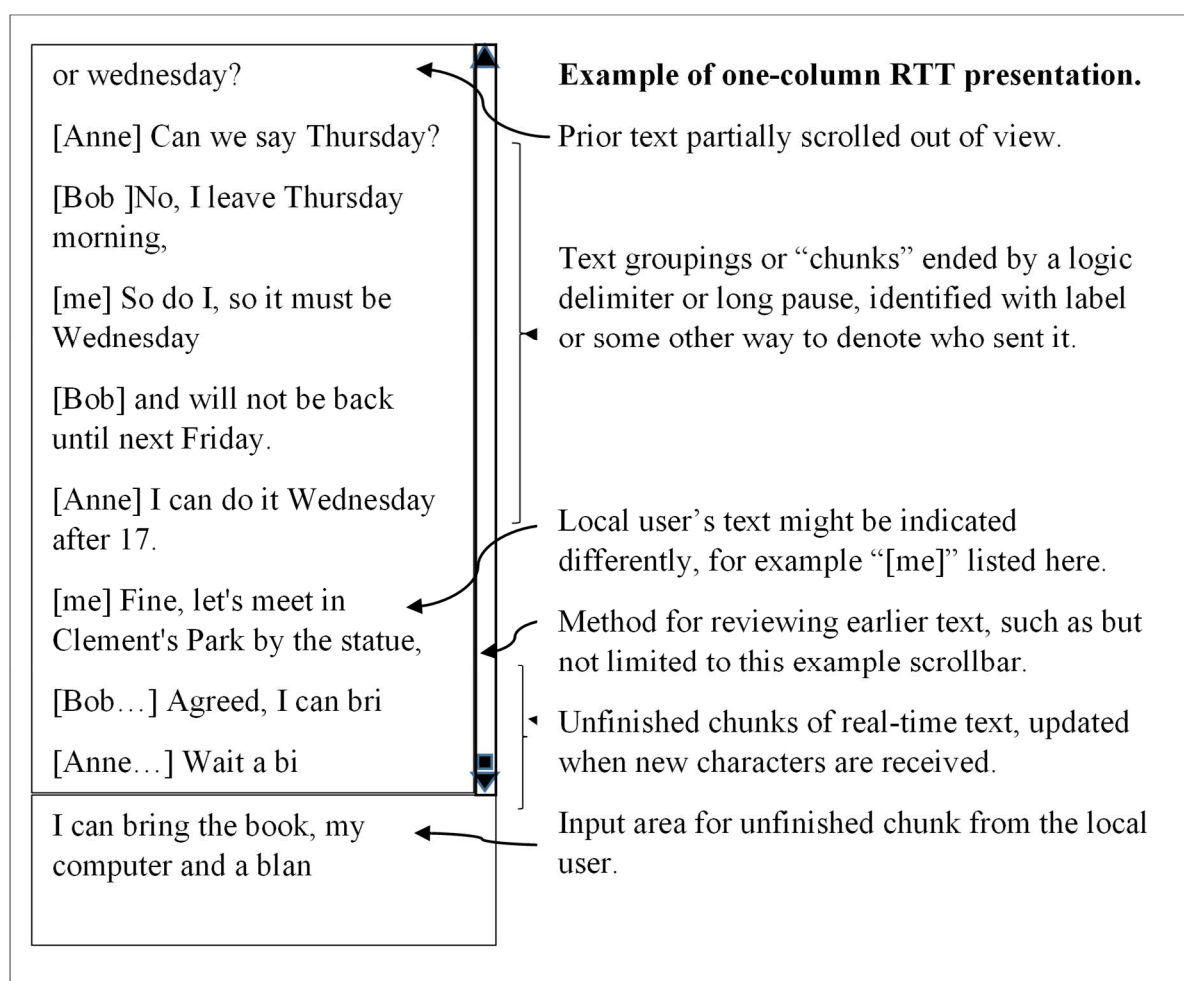 or wednesday?
[Anne] Can we say Thursday?
[Bob ]No, I leave Thursday
morning,
[me] So do I, so it must be
Wednesday
[Bob] and will not be back
until next Friday.
[Anne] I can do it Wednesday
after 17.
[me] Fine, let's meet in
Clement's Park by the statue,
[Bob…] Agreed, I can bri
[Anne…] Wait a bi
I can bring the book, my
computer and a blan
Example of one-column RTT presentation.
Prior text partially scrolled out of view.
Text groupings or “chunks” ended by a logic
delimiter or long pause, identified with label
or some other way to denote who sent it.
Local user’s text might be indicated
differently, for example “[me]” listed here.
Method for reviewing earlier text, such as but
not limited to this example scrollbar.
Unfinished chunks of real-time text, updated
when new characters are received.
Input area for unfinished chunk from the local
user.